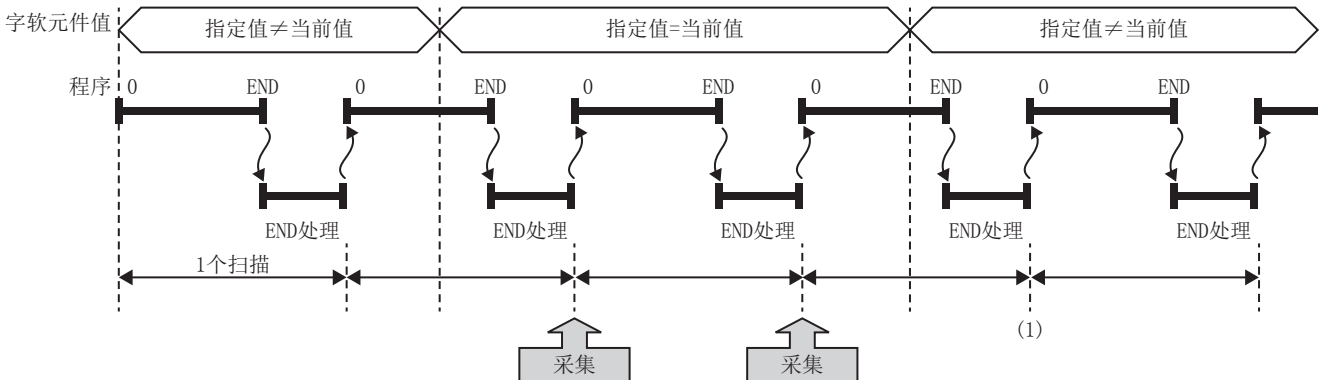 字软元件值 指定值≠当前值 指定值=当前值 指定值≠当前值
程序 0 END 0 END 0 END 0 END 0 END
END处理 END处理 END处理 END处理 END处理
1个扫描
(1)
采集 采集